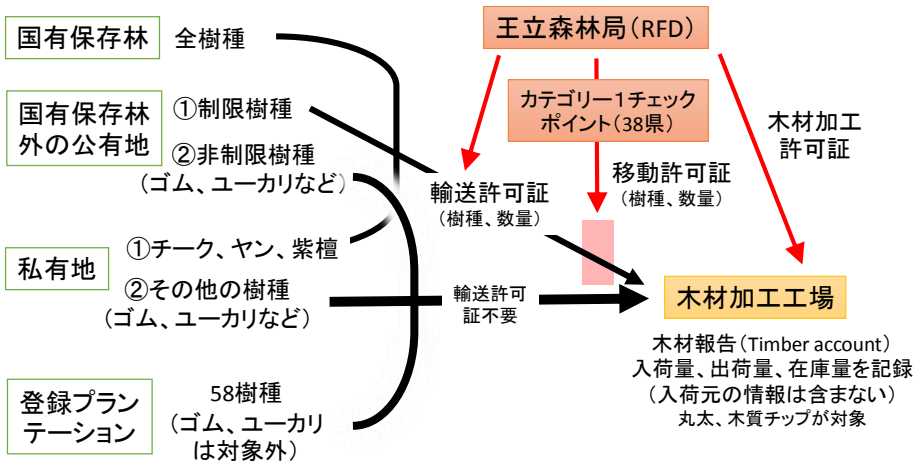 国有保存林
全樹種
国有保存林
外の公有地
①制限樹種
②非制限樹種
(ゴム、ユーカリなど)
私有地
①チーク、ヤン、紫檀
②その他の樹種
(ゴム、ユーカリなど)
登録プラン
テーション
58樹種
(ゴム、ユーカリ
は対象外)
王立森林局(RFD)
カテゴリー1チェック
ポイント(38県)
輸送許可証
(樹種、数量)
移動許可証
(樹種、数量)
木材加工
許可証
輸送許可
証不要
木材加工工場
木材報告(Timber account)
入荷量、出荷量、在庫量を記録
(入荷元の情報は含まない)
丸太、木質チップが対象